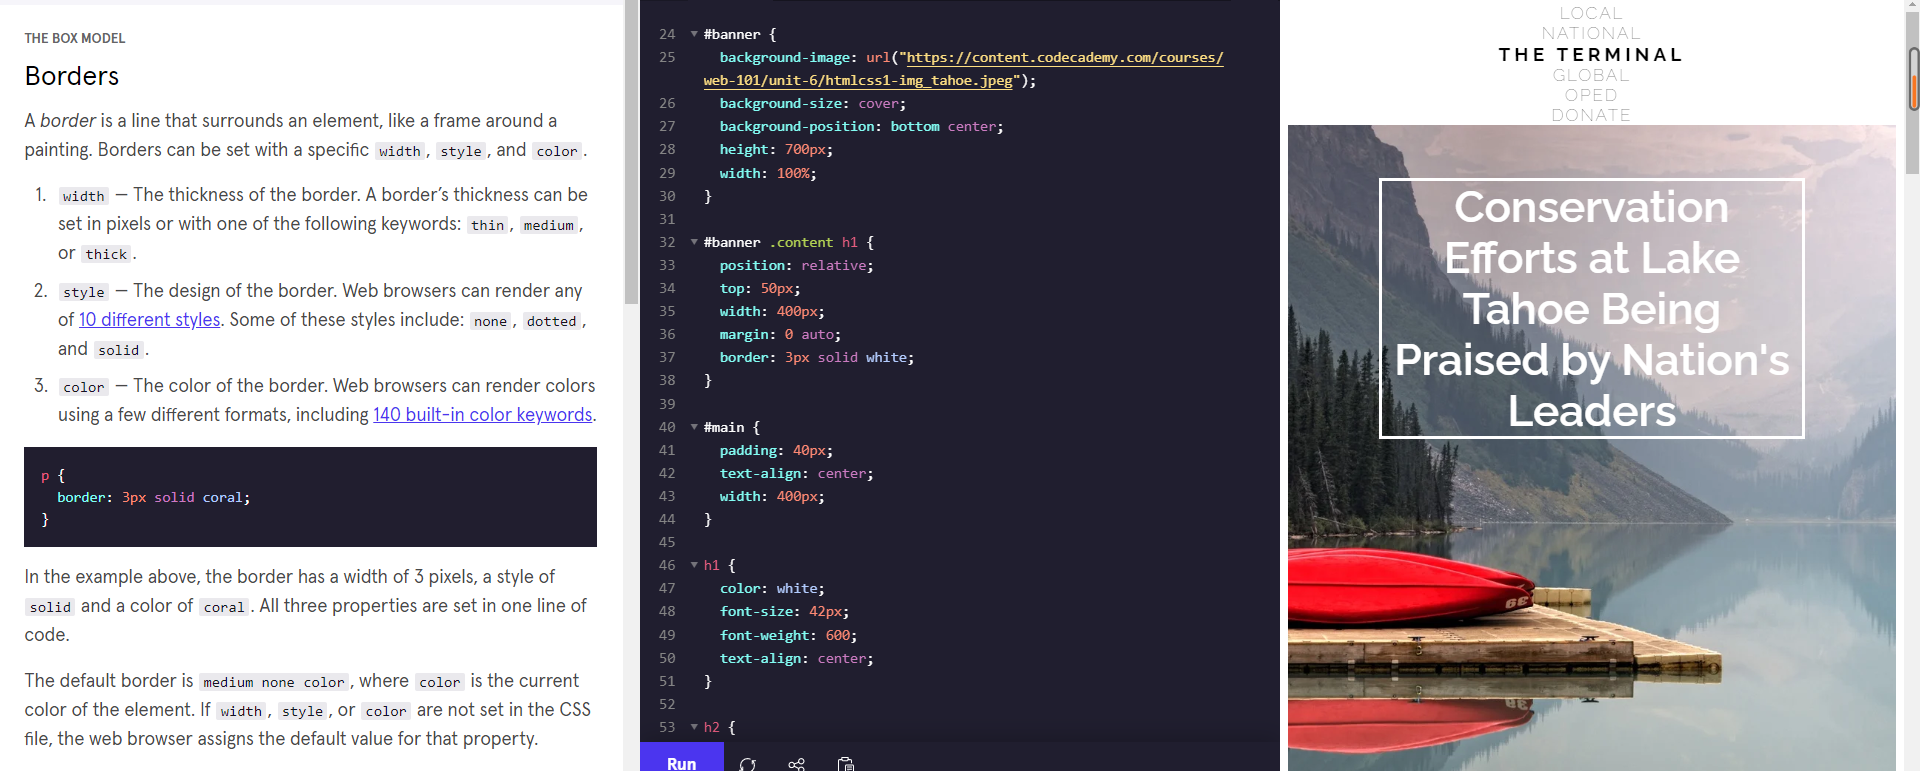 THE BOX MODEL
Borders
A border is a line that surrounds an element, like a frame around a
painting. Borders can be set with a specific width, style, and color.
1. width — The thickness of the border. A border's thickness can be
set in pixels or with one of the following keywords: thin, medium,
or thick.
2. style — The design of the border. Web browsers can render any
of 10 different styles. Some of these styles include: none, dotted,
and solid.
3. color — The color of the border. Web browsers can render colors
using a few different formats, including 140 built-in color keywords.
p {
border: 3px solid coral;
}
In the example above, the border has a width of 3 pixels, a style of
solid and a color of coral. All three properties are set in one line of
code.
The default border is medium none color, where color is the current
color of the element. If width, style, or color are not set in the CSS
file, the web browser assigns the default value for that property.
24 #banner {
25 background-image: url("https://content.codecademy.com/courses/
web-101/unit-6/htmlcss1-img_tahoe.jpeg");
26 background-size: cover;
27 background-position: bottom center;
28 height: 700px;
29 width: 100%;
30 }
31
32 #banner .content h1 {
33 position: relative;
34 top: 50px;
35 width: 400px;
36 margin: 0 auto;
37 border: 3px solid white;
38 }
39
40 #main {
41 padding: 40px;
42 text-align: center;
43 width: 400px;
44 }
45
46 h1 {
47 color: white;
48 font-size: 42px;
49 font-weight: 600;
50 text-align: center;
51 }
52
53 h2 {
Run
LOCAL
NATIONAL
THE TERMINAL
GLOBAL
OPED
DONATE
Conservation
Efforts at Lake
Tahoe Being
Praised by Nation's
Leaders